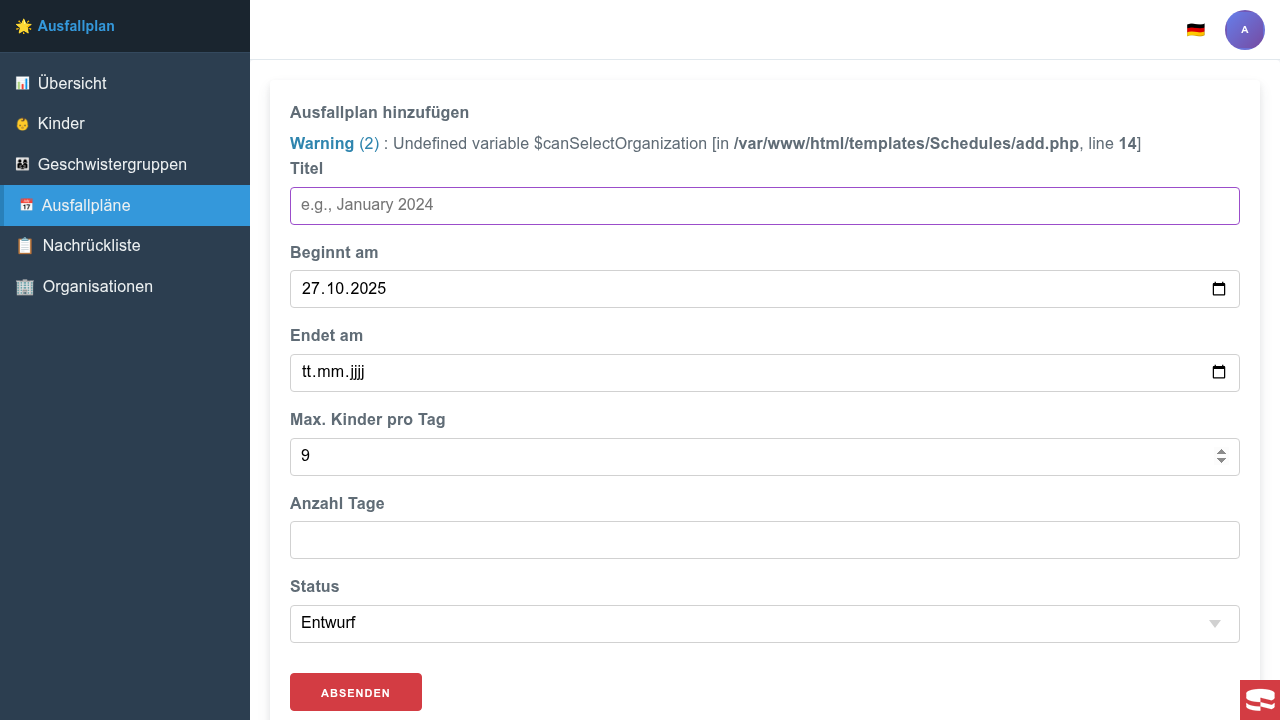 Ausfallplan
A
Übersicht
Kinder
Geschwistergruppen
Ausfallpläne
Nachrückliste
Organisationen
Ausfallplan hinzufügen
Warning (2) : Undefined variable $canSelectOrganization [in /var/www/html/templates/Schedules/add.php, line 14]
Titel
e.g., January 2024
Beginnt am
27.10.2025
Endet am
tt.mm.jjjj
Max. Kinder pro Tag
9
Anzahl Tage
Status
Entwurf
ABSENDEN